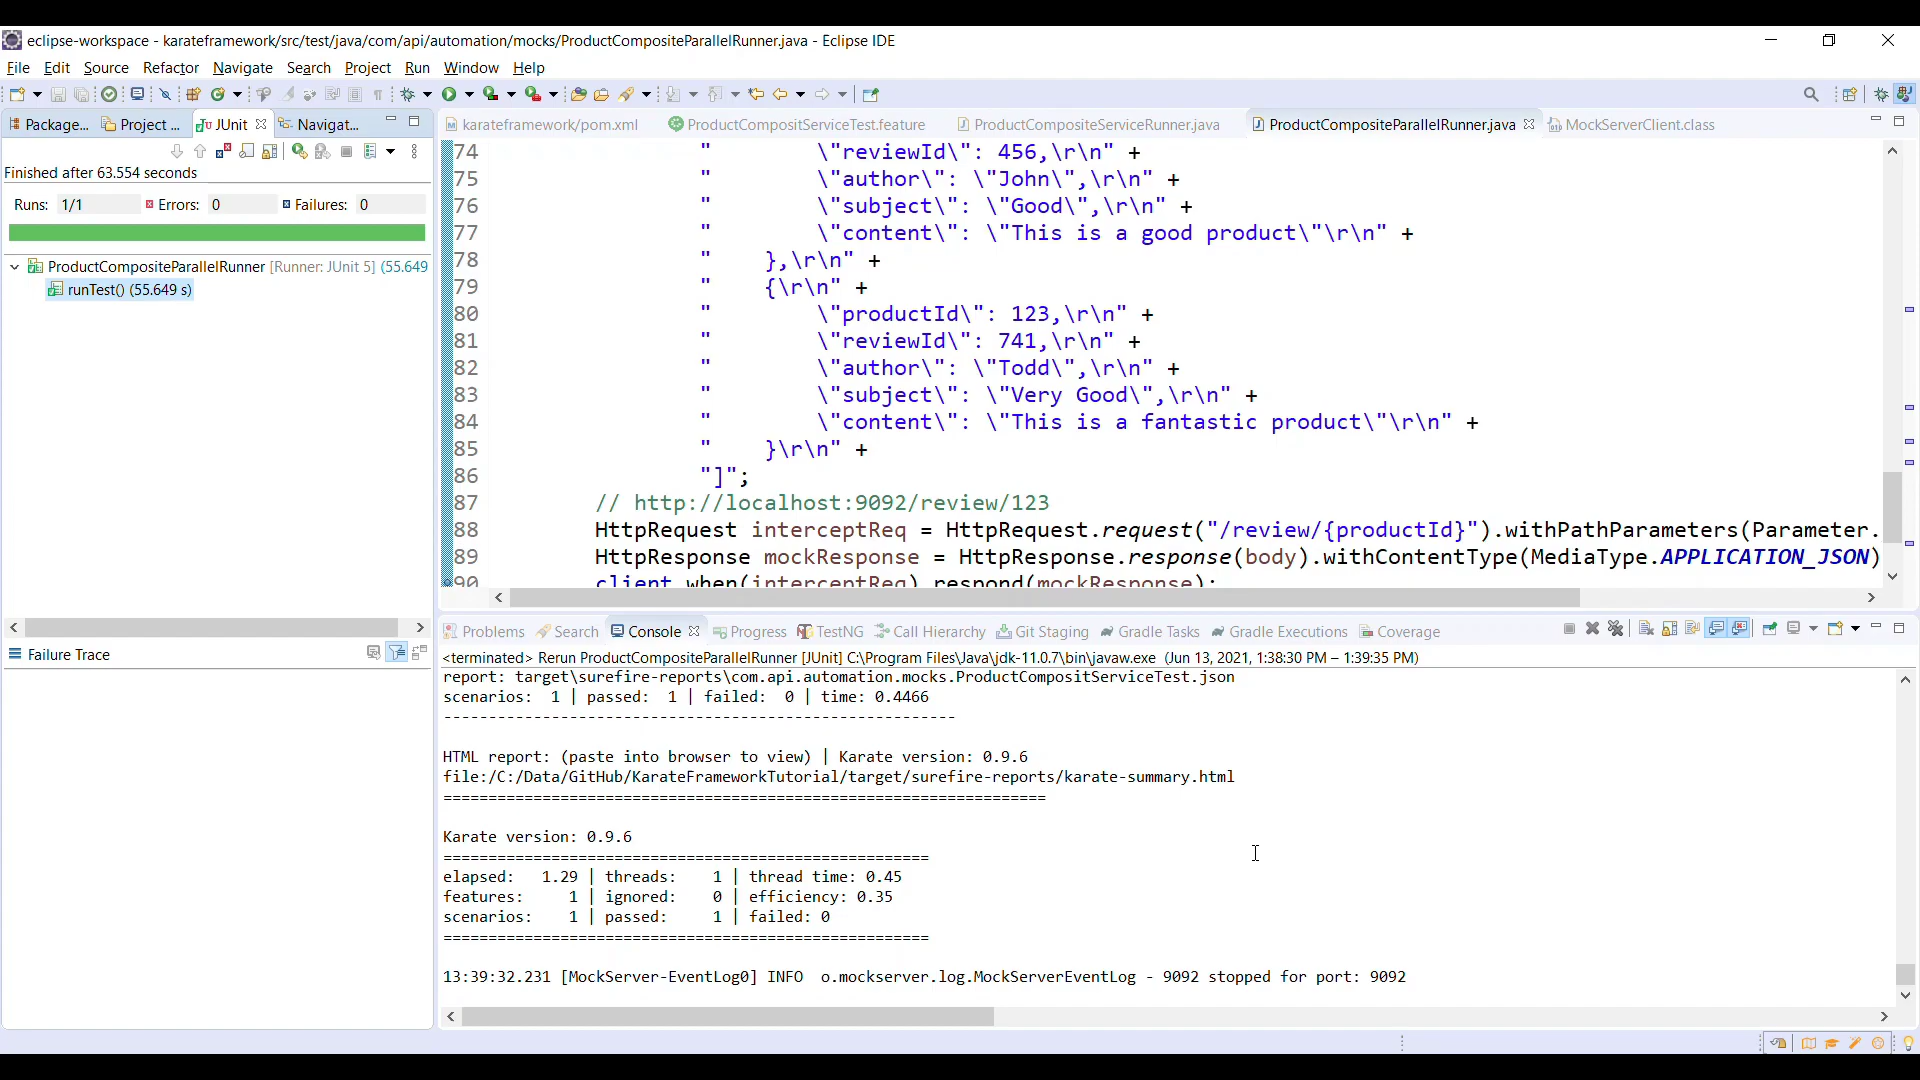 eclipse-workspace - karateframework/src/test/java/com/api/automation/mocks/ProductCompositeParallelRunner.java - Eclipse IDE
File Edit Source Refactor Navigate Search Project Run Window Help
Package... Project ... JUnit Navigat...
karateframework/pom.xml ProductCompositServiceTest.feature ProductCompositeServiceRunner.java ProductCompositeParallelRunner.java MockServerClient.class
Finished after 63.554 seconds
Runs: 1/1 Errors: 0 Failures: 0
ProductCompositeParallelRunner [Runner: JUnit 5] (55.649
runTest() (55.649 s)
Failure Trace
74 " \"reviewId\": 456,\r\n" +
75 " \"author\": \"John\",\r\n" +
76 " \"subject\": \"Good\",\r\n" +
77 " \"content\": \"This is a good product\"\r\n" +
78 " },\r\n" +
79 " {\r\n" +
80 " \"productId\": 123,\r\n" +
81 " \"reviewId\": 741,\r\n" +
82 " \"author\": \"Todd\",\r\n" +
83 " \"subject\": \"Very Good\",\r\n" +
84 " \"content\": \"This is a fantastic product\"\r\n" +
85 " }\r\n" +
86 "]";
87 // http://localhost:9092/review/123
88 HttpRequest interceptReq = HttpRequest.request("/review/{productId}").withPathParameters(Parameter.
89 HttpResponse mockResponse = HttpResponse.response(body).withContentType(MediaType.APPLICATION_JSON)
90 client.when(interceptReq).respond(mockResponse);
Problems Search Console Progress TestNG Call Hierarchy Git Staging Gradle Tasks Gradle Executions Coverage
<terminated> Rerun ProductCompositeParallelRunner [JUnit] C:\Program Files\Java\jdk-11.0.7\bin\javaw.exe (Jun 13, 2021, 1:38:30 PM – 1:39:35 PM)
report: target\surefire-reports\com.api.automation.mocks.ProductCompositServiceTest.json
scenarios: 1 | passed: 1 | failed: 0 | time: 0.4466
---------------------------------------------------------
HTML report: (paste into browser to view) | Karate version: 0.9.6
file:/C:/Data/GitHub/KarateFrameworkTutorial/target/surefire-reports/karate-summary.html
===================================================================
Karate version: 0.9.6
======================================================
elapsed: 1.29 | threads: 1 | thread time: 0.45
features: 1 | ignored: 0 | efficiency: 0.35
scenarios: 1 | passed: 1 | failed: 0
======================================================
13:39:32.231 [MockServer-EventLog0] INFO o.mockserver.log.MockServerEventLog - 9092 stopped for port: 9092